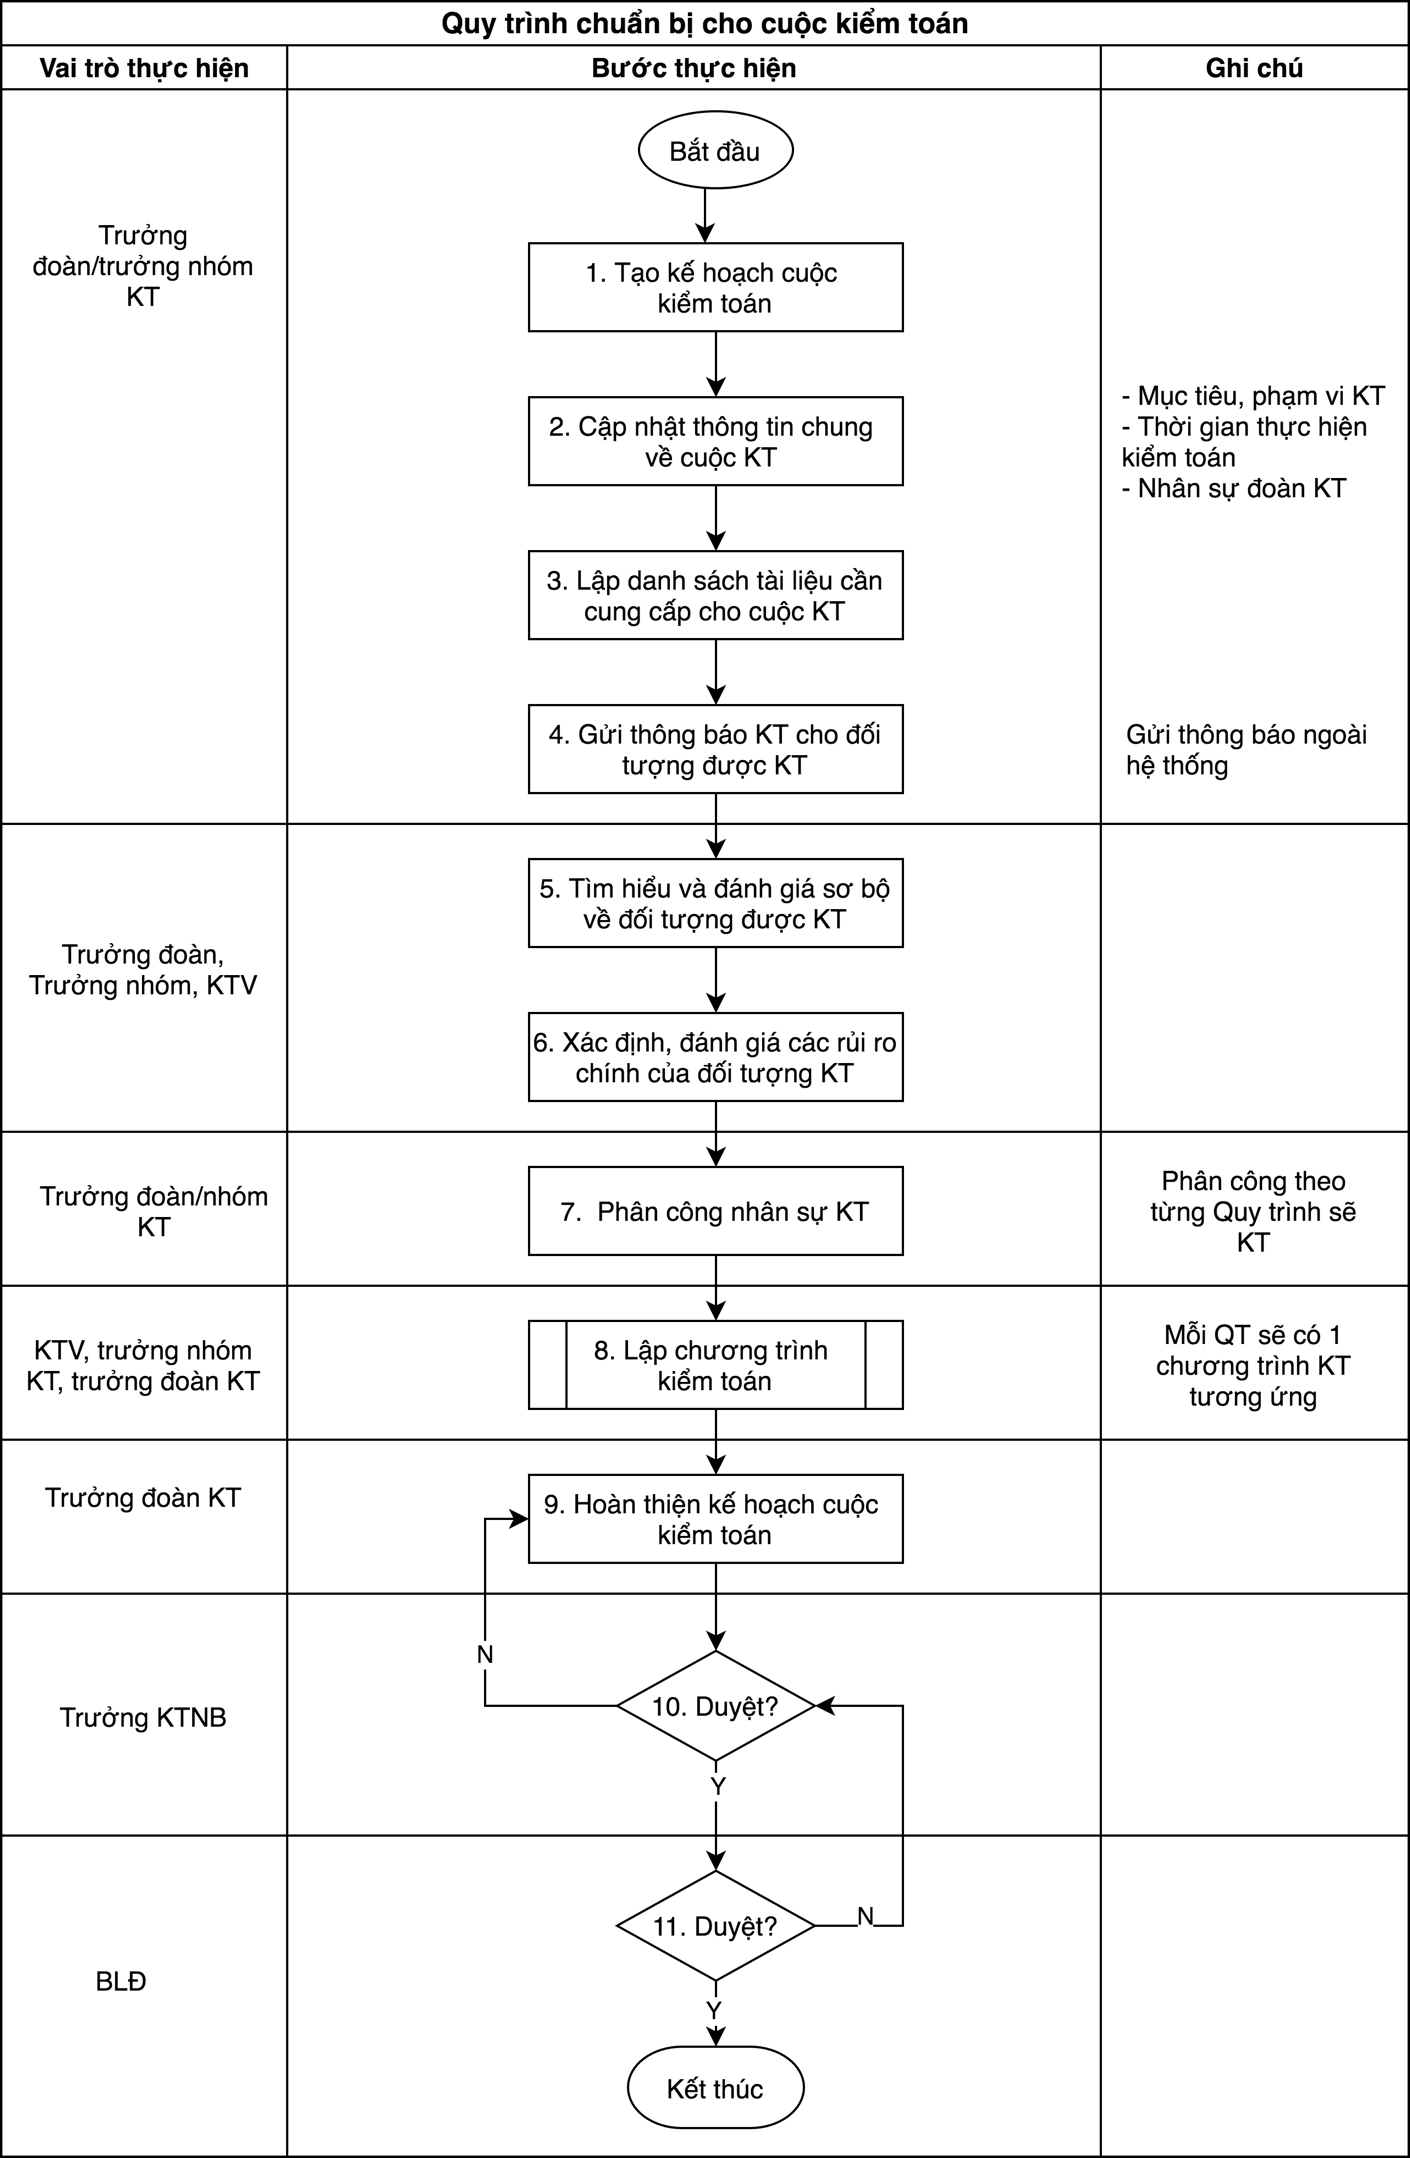 Quy trình chuẩn bị cho cuộc kiểm toán
Vai trò thực hiện
Bước thực hiện
Ghi chú
Bắt đầu
Trưởng
đoàn/trưởng nhóm
KT
1. Tạo kế hoạch cuộc
kiểm toán
2. Cập nhật thông tin chung
về cuộc KT
- Mục tiêu, phạm vi KT
- Thời gian thực hiện
kiểm toán
- Nhân sự đoàn KT
3. Lập danh sách tài liệu cần
cung cấp cho cuộc KT
4. Gửi thông báo KT cho đối
tượng được KT
Gửi thông báo ngoài
hệ thống
Trưởng đoàn,
Trưởng nhóm, KTV
5. Tìm hiểu và đánh giá sơ bộ
về đối tượng được KT
6. Xác định, đánh giá các rủi ro
chính của đối tượng KT
Trưởng đoàn/nhóm
KT
7. Phân công nhân sự KT
Phân công theo
từng Quy trình sẽ
KT
KTV, trưởng nhóm
KT, trưởng đoàn KT
8. Lập chương trình
kiểm toán
Mỗi QT sẽ có 1
chương trình KT
tương ứng
Trưởng đoàn KT
9. Hoàn thiện kế hoạch cuộc
kiểm toán
N
Trưởng KTNB
10. Duyệt?
Y
11. Duyệt?
N
BLĐ
Y
Kết thúc